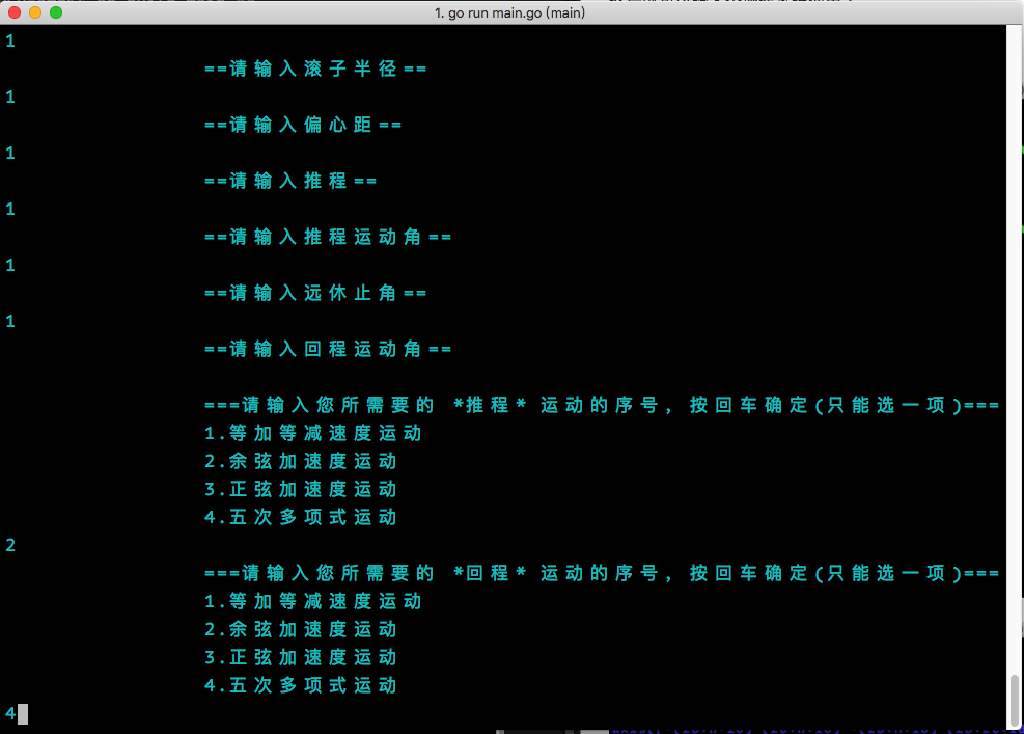 1. go run main.go (main)
1
==请输入滚子半径==
1
==请输入偏心距==
1
==请输入推程==
1
==请输入推程运动角==
1
==请输入远休止角==
1
==请输入回程运动角==
===请输入您所需要的 *推程* 运动的序号, 按回车确定(只能选一项)===
1.等加等减速度运动
2.余弦加速度运动
3.正弦加速度运动
4.五次多项式运动
2
===请输入您所需要的 *回程* 运动的序号, 按回车确定(只能选一项)===
1.等加等减速度运动
2.余弦加速度运动
3.正弦加速度运动
4.五次多项式运动
4